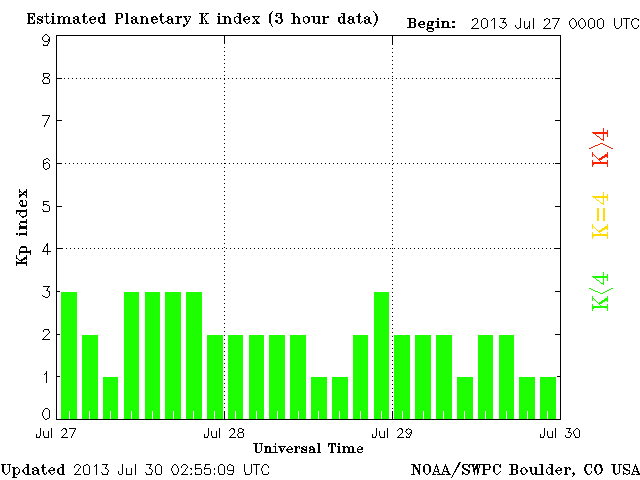 Estimated Planetary K index (3 hour data)
Begin: 2013 Jul 27 0000 UTC
9
8
7
6
5
4
3
2
1
0
Kp index
Jul 27 Jul 28 Jul 29 Jul 30
Universal Time
K>4
K=4
K<4
Updated 2013 Jul 30 02:55:09 UTC
NOAA/SWPC Boulder, CO USA